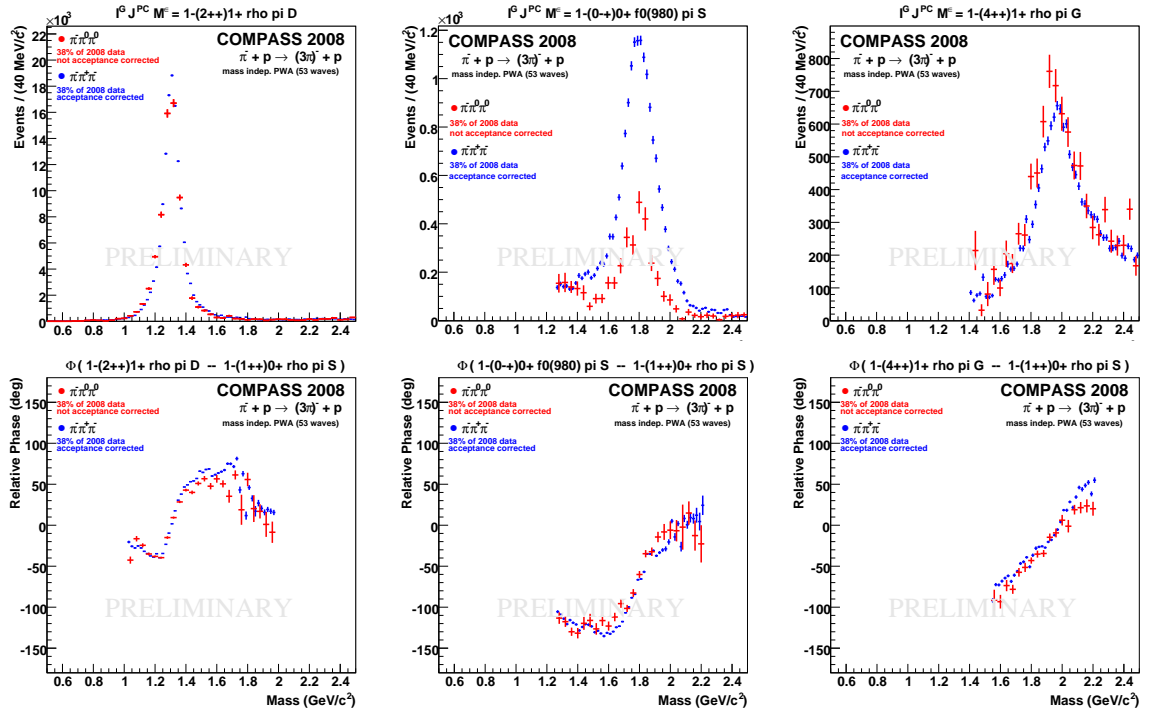 I^G J^PC M^ε = 1-(2++)1+ rho pi D
×10³
Events / (40 MeV/c²)
22
20
18
16
14
12
10
8
6
4
2
0
COMPASS 2008
π⁻ + p → (3π)⁻ + p
mass indep. PWA (53 waves)
π⁻π⁰π⁰
38% of 2008 data
not acceptance corrected
π⁻π⁺π⁻
38% of 2008 data
acceptance corrected
PRELIMINARY
0.6 0.8 1 1.2 1.4 1.6 1.8 2 2.2 2.4
I^G J^PC M^ε = 1-(0-+)0+ f0(980) pi S
×10³
Events / (40 MeV/c²)
1.2
1
0.8
0.6
0.4
0.2
0
COMPASS 2008
π⁻ + p → (3π)⁻ + p
mass indep. PWA (53 waves)
π⁻π⁰π⁰
38% of 2008 data
not acceptance corrected
π⁻π⁺π⁻
38% of 2008 data
acceptance corrected
PRELIMINARY
0.6 0.8 1 1.2 1.4 1.6 1.8 2 2.2 2.4
I^G J^PC M^ε = 1-(4++)1+ rho pi G
Events / (40 MeV/c²)
800
700
600
500
400
300
200
100
0
COMPASS 2008
π⁻ + p → (3π)⁻ + p
mass indep. PWA (53 waves)
π⁻π⁰π⁰
38% of 2008 data
not acceptance corrected
π⁻π⁺π⁻
38% of 2008 data
acceptance corrected
PRELIMINARY
0.6 0.8 1 1.2 1.4 1.6 1.8 2 2.2 2.4
Φ ( 1-(2++)1+ rho pi D -- 1-(1++)0+ rho pi S )
Relative Phase (deg)
150
100
50
0
-50
-100
-150
π⁻π⁰π⁰
38% of 2008 data
not acceptance corrected
π⁻π⁺π⁻
38% of 2008 data
acceptance corrected
COMPASS 2008
π⁻ + p → (3π)⁻ + p
mass indep. PWA (53 waves)
PRELIMINARY
0.6 0.8 1 1.2 1.4 1.6 1.8 2 2.2 2.4
Mass (GeV/c²)
Φ ( 1-(0-+)0+ f0(980) pi S -- 1-(1++)0+ rho pi S )
Relative Phase (deg)
150
100
50
0
-50
-100
-150
π⁻π⁰π⁰
38% of 2008 data
not acceptance corrected
π⁻π⁺π⁻
38% of 2008 data
acceptance corrected
COMPASS 2008
π⁻ + p → (3π)⁻ + p
mass indep. PWA (53 waves)
PRELIMINARY
0.6 0.8 1 1.2 1.4 1.6 1.8 2 2.2 2.4
Mass (GeV/c²)
Φ ( 1-(4++)1+ rho pi G -- 1-(1++)0+ rho pi S )
Relative Phase (deg)
150
100
50
0
-50
-100
-150
π⁻π⁰π⁰
38% of 2008 data
not acceptance corrected
π⁻π⁺π⁻
38% of 2008 data
acceptance corrected
COMPASS 2008
π⁻ + p → (3π)⁻ + p
mass indep. PWA (53 waves)
PRELIMINARY
0.6 0.8 1 1.2 1.4 1.6 1.8 2 2.2 2.4
Mass (GeV/c²)